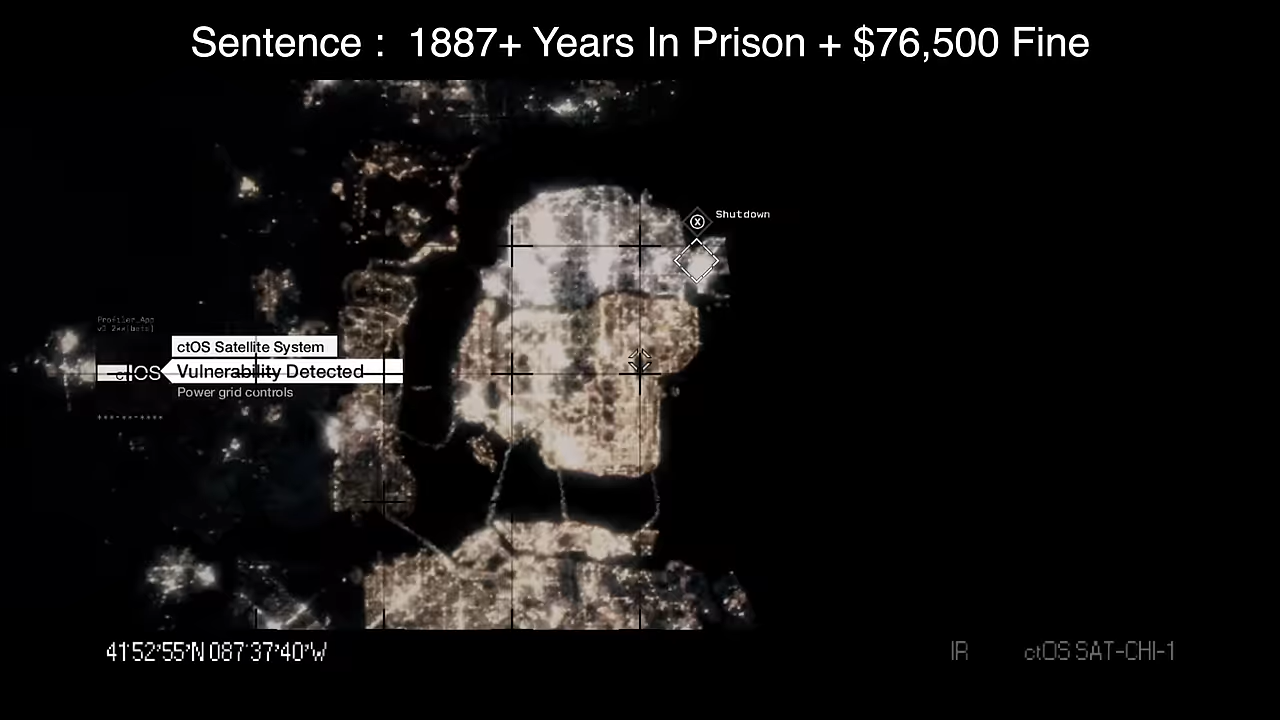 Sentence :  1887+ Years In Prison + $76,500 Fine
Shutdown
Profiler_App
ctOS Satellite System
ctOS
Vulnerability Detected
Power grid controls
41°52'55"N 087°37'40"W
IR
ctOS SAT-CHI-1